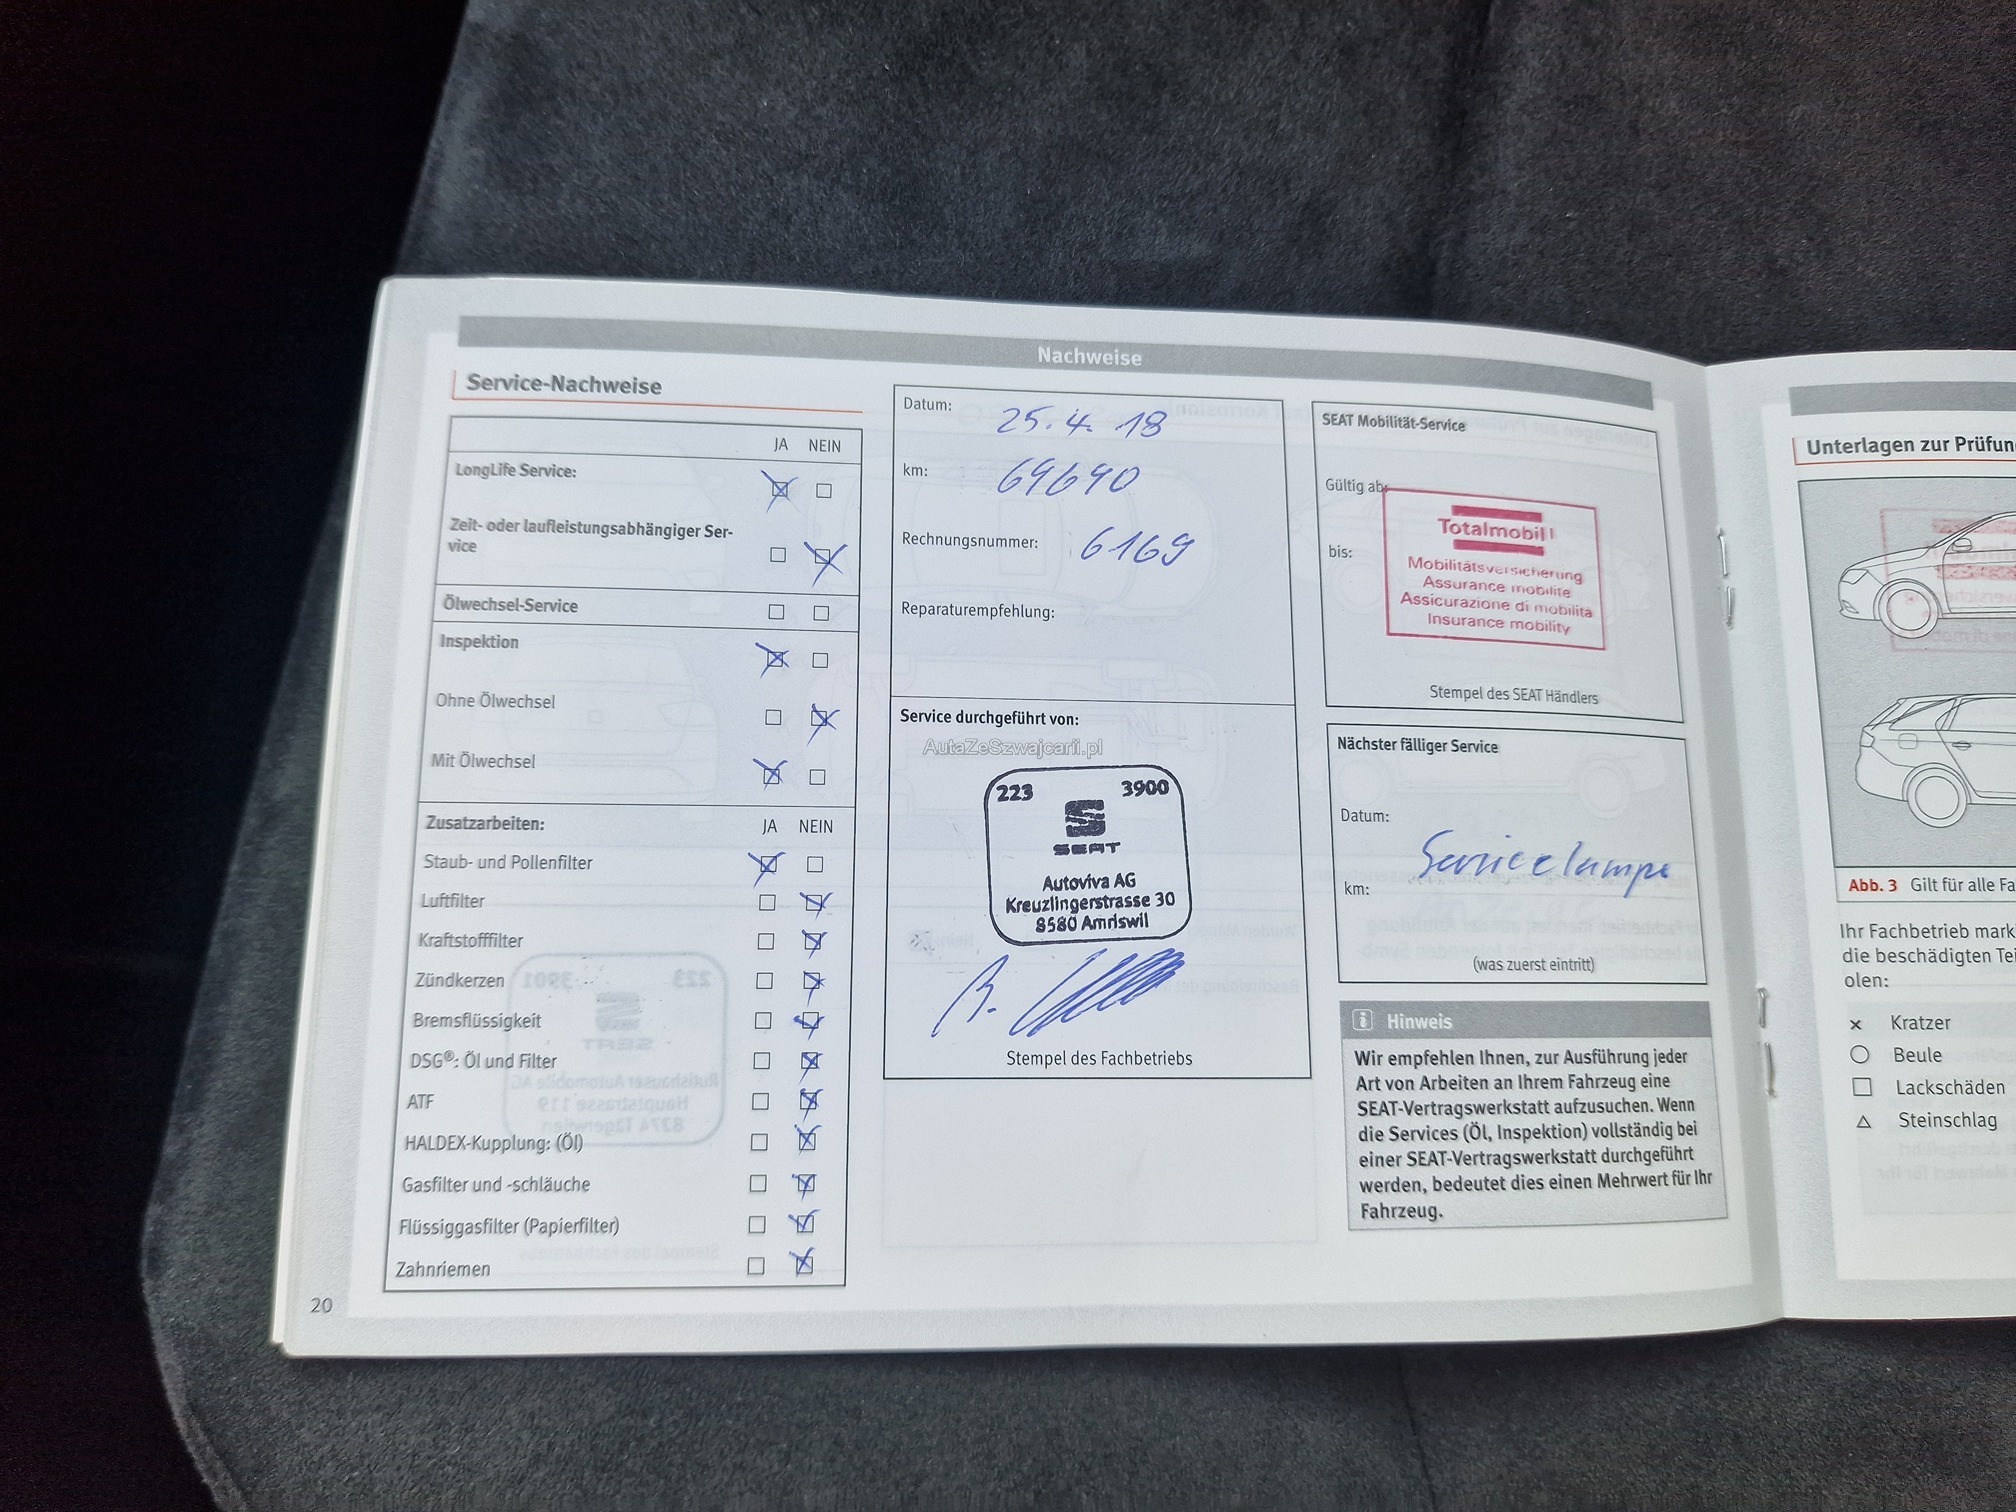 Nachweise
Service-Nachweise
JA NEIN
LongLife Service:
Zeit- oder laufleistungsabhängiger Ser-
vice
Ölwechsel-Service
Inspektion
Ohne Ölwechsel
Mit Ölwechsel
Zusatzarbeiten: JA NEIN
Staub- und Pollenfilter
Luftfilter
Kraftstofffilter
Zündkerzen
Bremsflüssigkeit
DSG®: Öl und Filter
ATF
HALDEX-Kupplung: (Öl)
Gasfilter und -schläuche
Flüssiggasfilter (Papierfilter)
Zahnriemen
20
Datum: 25.4.18
km: 69690
Rechnungsnummer: 6169
Reparaturempfehlung:
Service durchgeführt von:
AutaZeSzwajcarii.pl
223 3900
SEAT
Autoviva AG
Kreuzlingerstrasse 30
8580 Amriswil
Stempel des Fachbetriebs
SEAT Mobilität-Service
Gültig ab:
bis:
Totalmobil!
Mobilitätsversicherung
Assurance mobilite
Assicurazione di mobilita
Insurance mobility
Stempel des SEAT Händlers
Nächster fälliger Service
Datum:
Servicelampe
km:
(was zuerst eintritt)
i Hinweis
Wir empfehlen Ihnen, zur Ausführung jeder
Art von Arbeiten an Ihrem Fahrzeug eine
SEAT-Vertragswerkstatt aufzusuchen. Wenn
die Services (Öl, Inspektion) vollständig bei
einer SEAT-Vertragswerkstatt durchgeführt
werden, bedeutet dies einen Mehrwert für Ihr
Fahrzeug.
Unterlagen zur Prüfun
Abb. 3 Gilt für alle Fa
Ihr Fachbetrieb mark
die beschädigten Tei
olen:
Kratzer
Beule
Lackschäden
Steinschlag